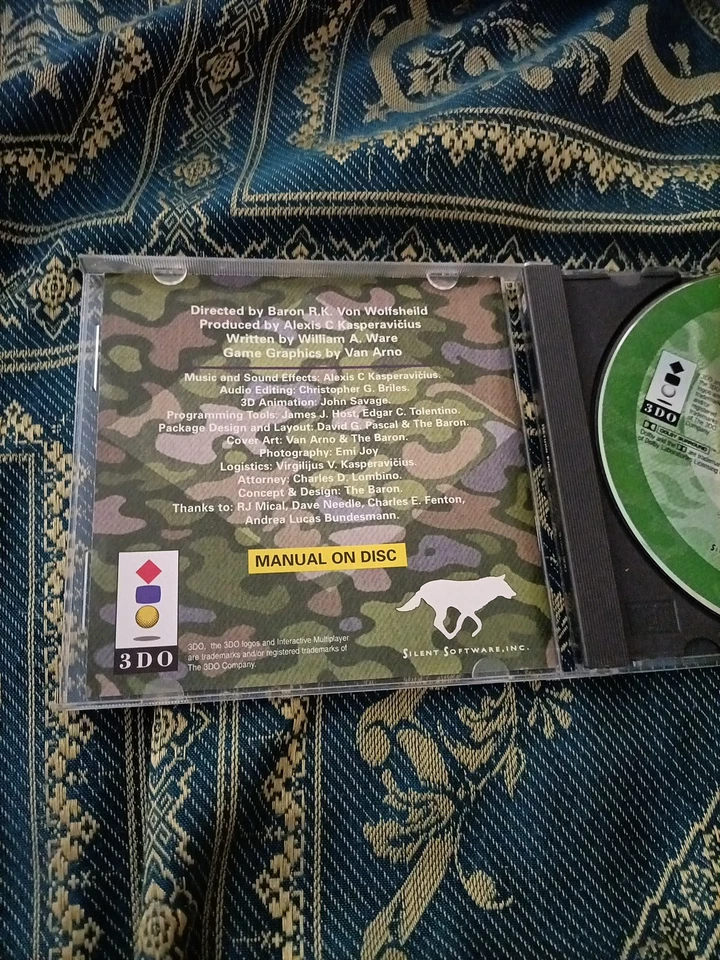 Directed by Baron R.K. Von Wolfsheild
Produced by Alexis C Kasperavičius
Written by William A. Ware
Game Graphics by Van Arno
Music and Sound Effects: Alexis C Kasperavičius.
Audio Editing: Christopher G. Briles.
3D Animation: John Savage.
Programming Tools: James J. Host, Edgar C. Tolentino.
Package Design and Layout: David G. Pascal & The Baron.
Cover Art: Van Arno & The Baron.
Photography: Emi Joy
Logistics: Virgilijus V. Kasperavičius.
Attorney: Charles D. Lombino.
Concept & Design: The Baron.
Thanks to: RJ Mical, Dave Needle, Charles E. Fenton,
Andrea Lucas Bundesmann.
MANUAL ON DISC
3DO
3DO, the 3DO logos and Interactive Multiplayer
are trademarks and/or registered trademarks of
The 3DO Company.
SILENT SOFTWARE, INC.
3DO
DOLBY SURROUND